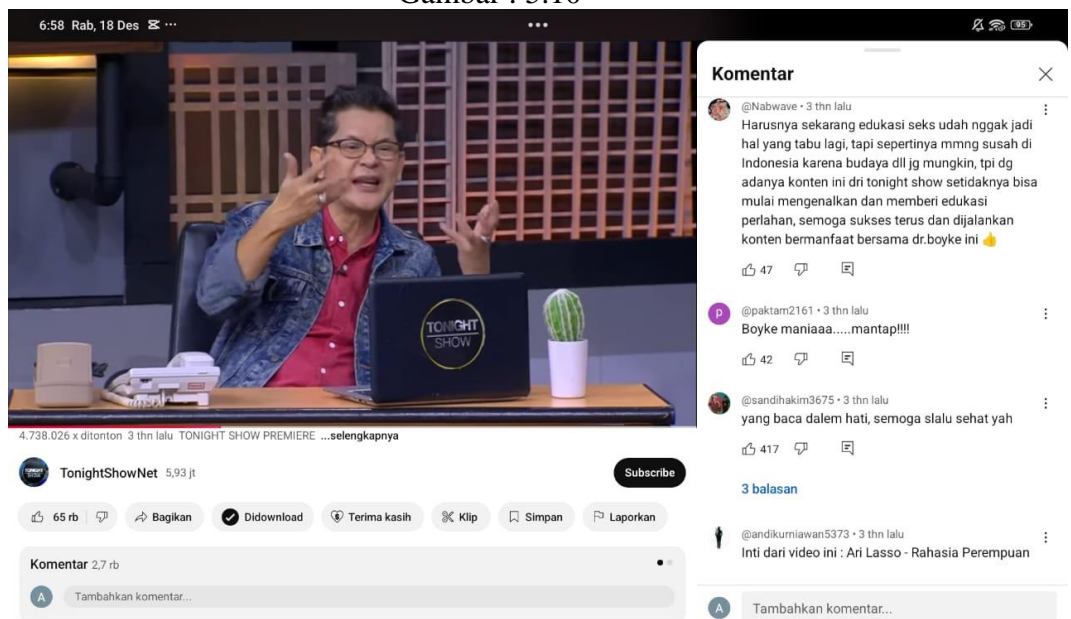 Gambar : 3.10
6:58 Rab, 18 Des
95
TONIGHT
SHOW
4.738.026 x ditonton 3 thn lalu TONIGHT SHOW PREMIERE ...selengkapnya
TonightShowNet 5,93 jt
Subscribe
65 rb
Bagikan
Didownload
Terima kasih
Klip
Simpan
Laporkan
Komentar 2,7 rb
A
Tambahkan komentar...
Komentar
@Nabwave • 3 thn lalu
Harusnya sekarang edukasi seks udah nggak jadi
hal yang tabu lagi, tapi sepertinya mmng susah di
Indonesia karena budaya dll jg mungkin, tpi dg
adanya konten ini dri tonight show setidaknya bisa
mulai mengenalkan dan memberi edukasi
perlahan, semoga sukses terus dan dijalankan
konten bermanfaat bersama dr.boyke ini 👍
47
P
@paktam2161 • 3 thn lalu
Boyke maniaaa.....mantap!!!!
42
@sandihakim3675 • 3 thn lalu
yang baca dalem hati, semoga slalu sehat yah
417
3 balasan
@andikurniawan5373 • 3 thn lalu
Inti dari video ini : Ari Lasso - Rahasia Perempuan
A
Tambahkan komentar...